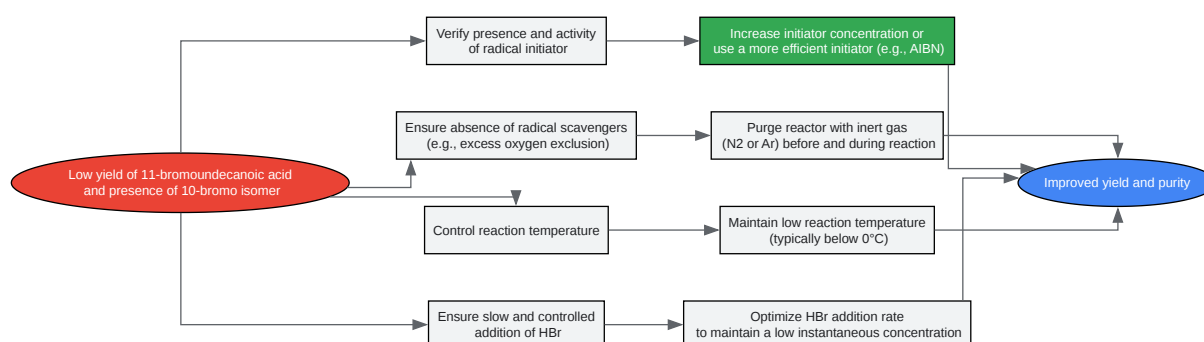 Verify presence and activity
of radical initiator
Increase initiator concentration or
use a more efficient initiator (e.g., AIBN)
Ensure absence of radical scavengers
(e.g., excess oxygen exclusion)
Purge reactor with inert gas
(N2 or Ar) before and during reaction
Low yield of 11-bromoundecanoic acid
and presence of 10-bromo isomer
Improved yield and purity
Control reaction temperature
Maintain low reaction temperature
(typically below 0°C)
Ensure slow and controlled
addition of HBr
Optimize HBr addition rate
to maintain a low instantaneous concentration